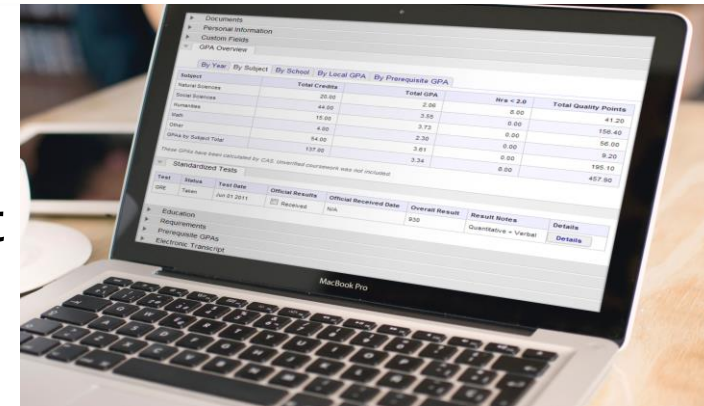 Documents
Personal Information
Custom Fields
GPA Overview
By Year By Subject By School By Local GPA By Prerequisite GPA
Subject Total Credits Total GPA Hrs < 2.0 Total Quality Points
Natural Sciences 20.00 2.06 8.00 41.20
Social Sciences 44.00 3.55 0.00 156.40
Humanities 15.00 3.73 0.00 56.00
Math 4.00 2.30 0.00 9.20
Other 54.00 3.61 0.00 195.10
GPAs by Subject Total 137.00 3.34 8.00 457.90
These GPAs have been calculated by CAS. Unverified coursework was not included.
Standardized Tests
Test Status Test Date Official Results Official Received Date Overall Result Result Notes Details
GRE Taken Jun 01 2011 Received N/A 930 Quantitative + Verbal Details
Education
Requirements
Prerequisite GPAs
Electronic Transcript
t
MacBook Pro